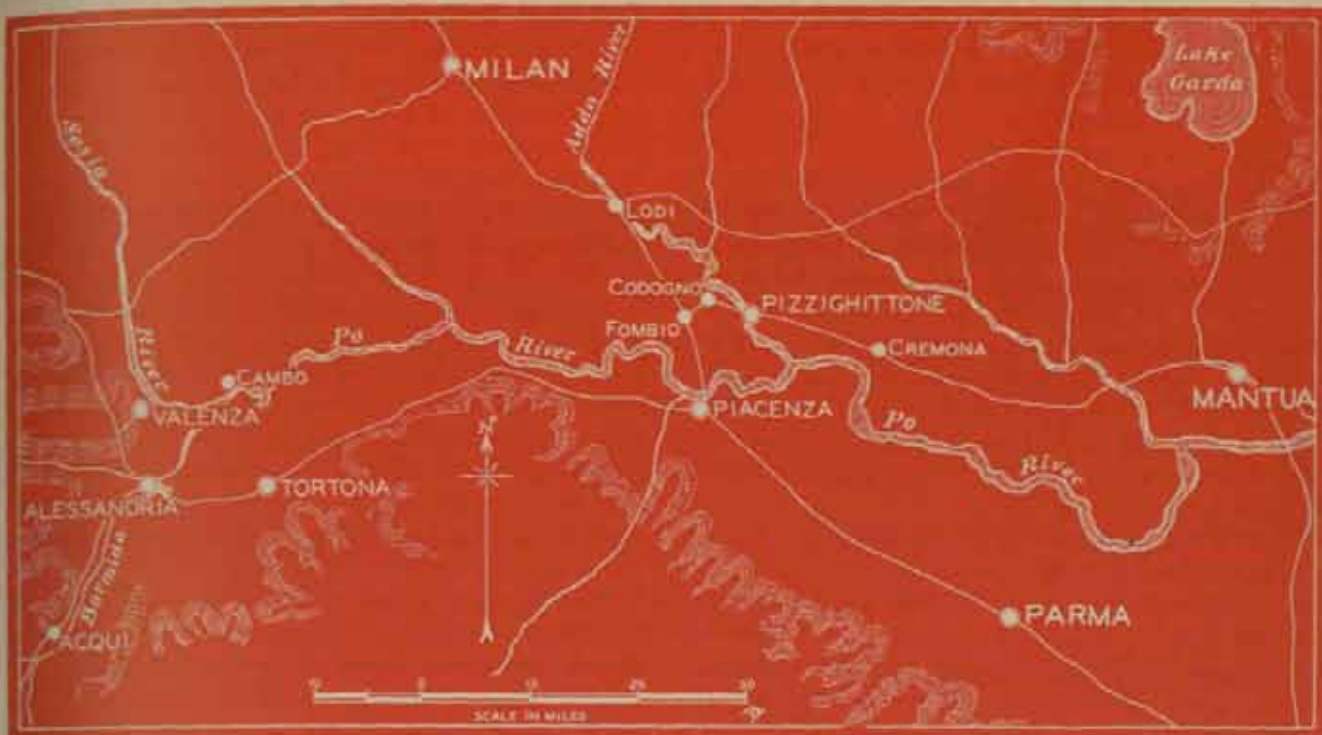 MILAN
Adda River
Lake
Garda
Sesia
River
LODI
CODOGNO
PIZZIGHITTONE
FOMBIO
Po
River
CREMONA
CAMBO
VALENZA
PIACENZA
MANTUA
N
Po
River
ALESSANDRIA
TORTONA
Bormida
ACQUI
PARMA
SCALE IN MILES